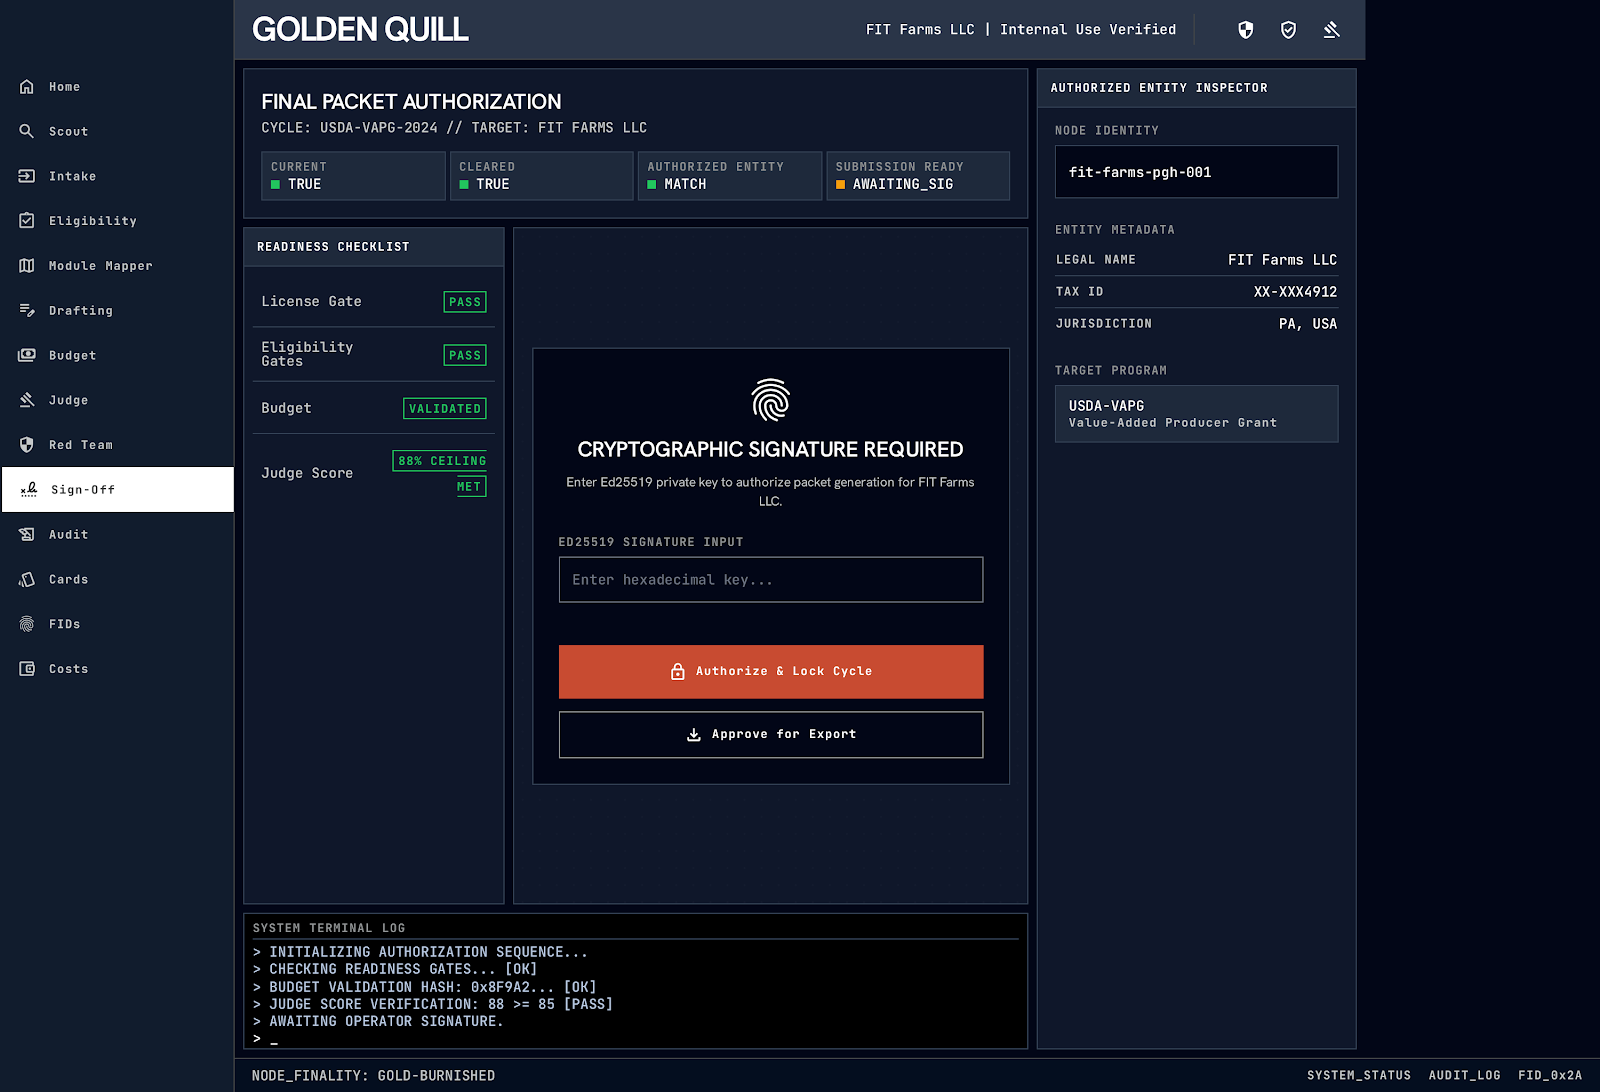 GOLDEN QUILL
FIT Farms LLC | Internal Use Verified
Home
Scout
Intake
Eligibility
Module Mapper
Drafting
Budget
Judge
Red Team
Sign-Off
Audit
Cards
FIDs
Costs
FINAL PACKET AUTHORIZATION
CYCLE: USDA-VAPG-2024 // TARGET: FIT FARMS LLC
CURRENT
TRUE
CLEARED
TRUE
AUTHORIZED ENTITY
MATCH
SUBMISSION READY
AWAITING_SIG
READINESS CHECKLIST
License Gate
PASS
Eligibility
Gates
PASS
Budget
VALIDATED
Judge Score
88% CEILING
MET
CRYPTOGRAPHIC SIGNATURE REQUIRED
Enter Ed25519 private key to authorize packet generation for FIT Farms
LLC.
ED25519 SIGNATURE INPUT
Enter hexadecimal key...
Authorize & Lock Cycle
Approve for Export
AUTHORIZED ENTITY INSPECTOR
NODE IDENTITY
fit-farms-pgh-001
ENTITY METADATA
LEGAL NAME FIT Farms LLC
TAX ID XX-XXX4912
JURISDICTION PA, USA
TARGET PROGRAM
USDA-VAPG
Value-Added Producer Grant
SYSTEM TERMINAL LOG
> INITIALIZING AUTHORIZATION SEQUENCE...
> CHECKING READINESS GATES... [OK]
> BUDGET VALIDATION HASH: 0x8F9A2... [OK]
> JUDGE SCORE VERIFICATION: 88 >= 85 [PASS]
> AWAITING OPERATOR SIGNATURE.
> _
NODE_FINALITY: GOLD-BURNISHED
SYSTEM_STATUS AUDIT_LOG FID_0x2A